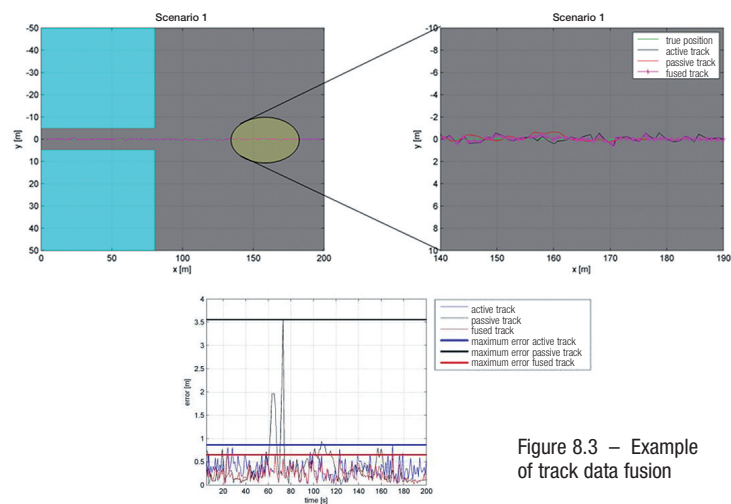 Scenario 1
-50
-40
-30
-20
-10
0
10
20
30
40
50
y [m]
0 50 100 150 200
x [m]
Scenario 1
-10
-8
-6
-4
-2
0
2
4
6
8
10
y [m]
140 150 160 170 180 190
x [m]
true position
active track
passive track
fused track
4
3.5
3
2.5
2
1.5
1
0.5
0
error [m]
20 40 60 80 100 120 140 160 180 200
time [s]
active track
passive track
fused track
maximum error active track
maximum error passive track
maximum error fused track
Figure 8.3 – Example
of track data fusion